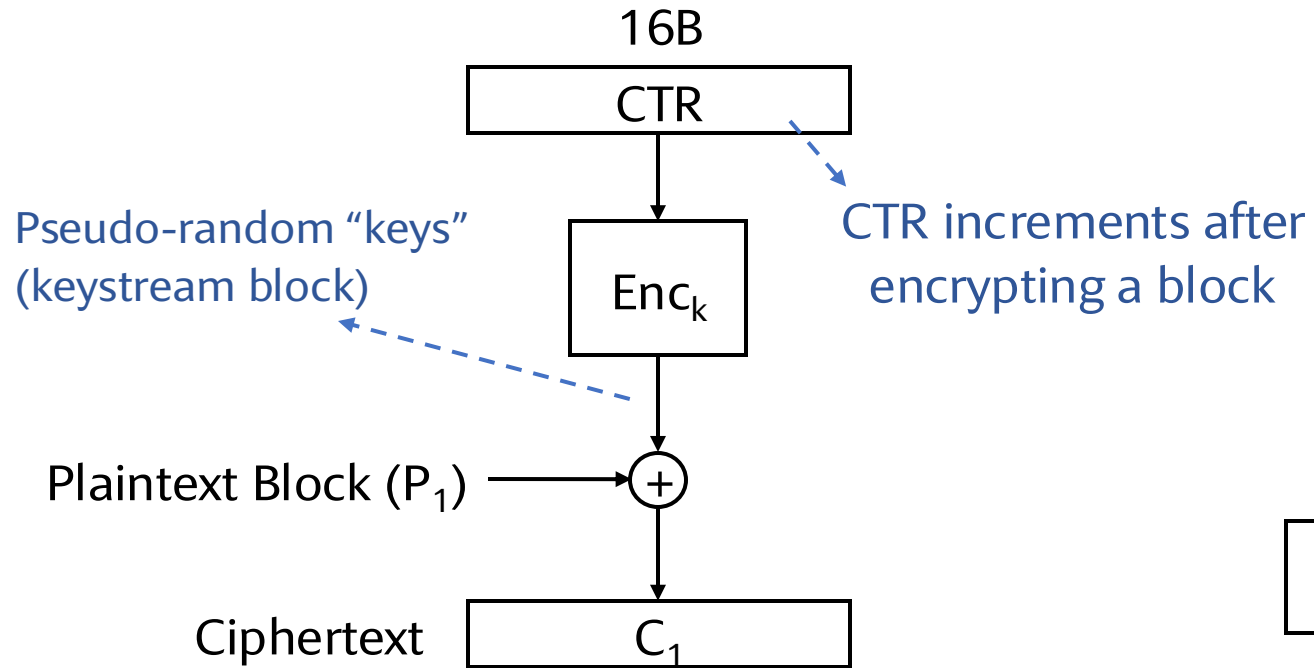 16B
CTR
Pseudo-random “keys”
(keystream block)
CTR increments after
encrypting a block
Enck
Plaintext Block (P1)
+
Ciphertext
C1